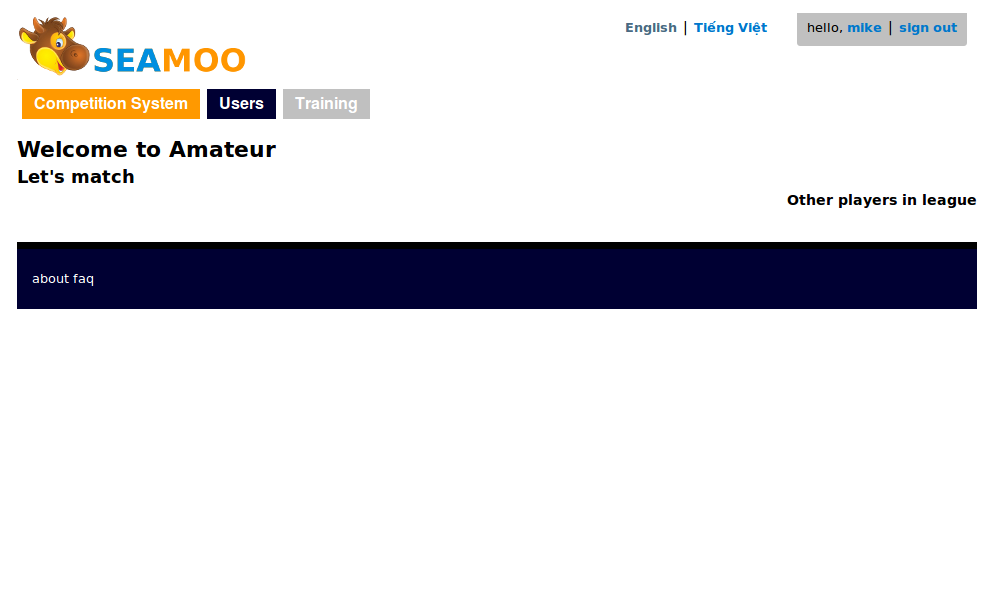 SEAMOO
English | Tiếng Việt
hello, mike | sign out
Competition System
Users
Training
Welcome to Amateur
Let's match
Other players in league
about faq